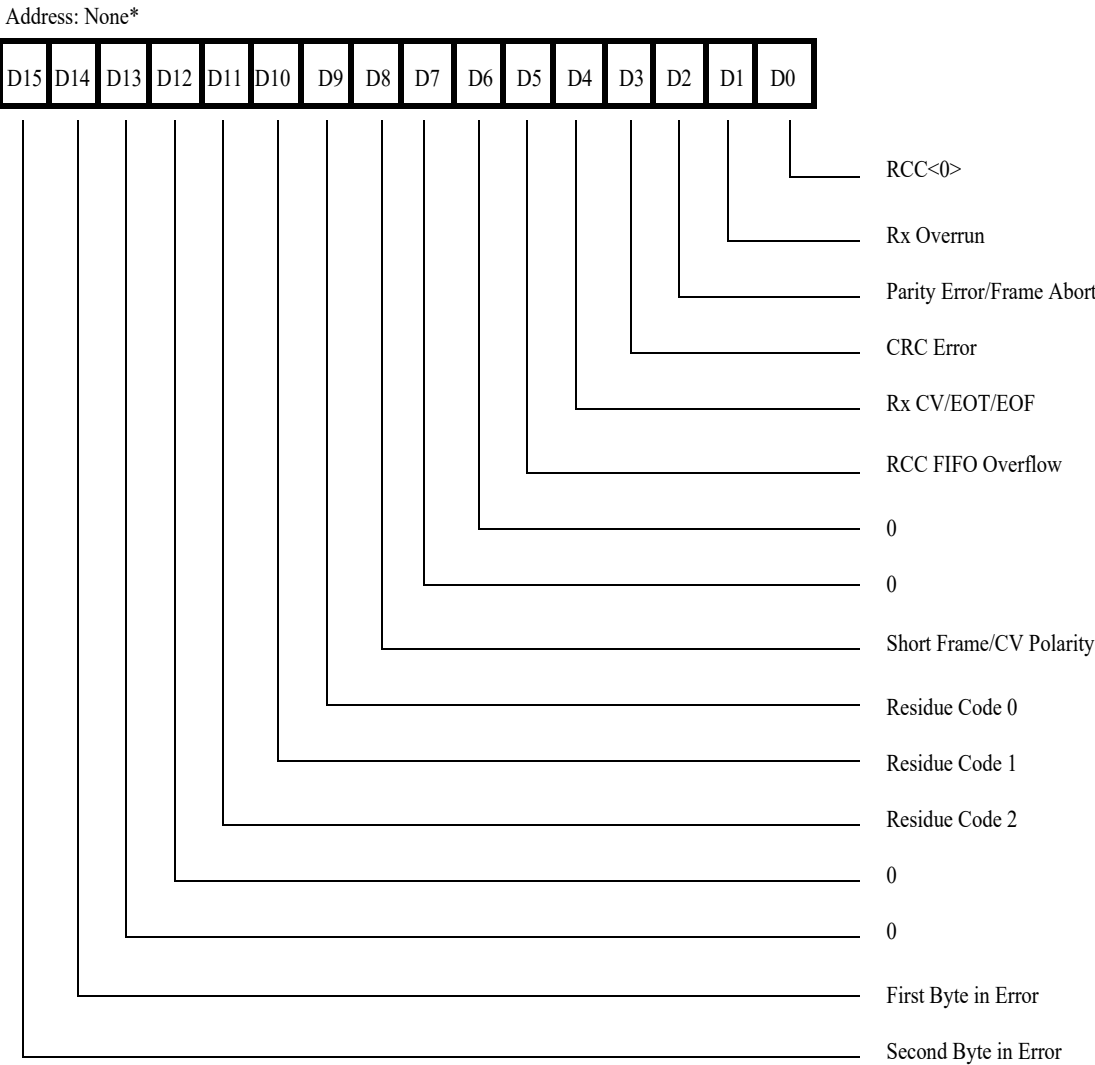 Address: None*
D15 D14 D13 D12 D11 D10 D9 D8 D7 D6 D5 D4 D3 D2 D1 D0
RCC<0>
Rx Overrun
Parity Error/Frame Abort
CRC Error
Rx CV/EOT/EOF
RCC FIFO Overflow
0
0
Short Frame/CV Polarity
Residue Code 0
Residue Code 1
Residue Code 2
0
0
First Byte in Error
Second Byte in Error